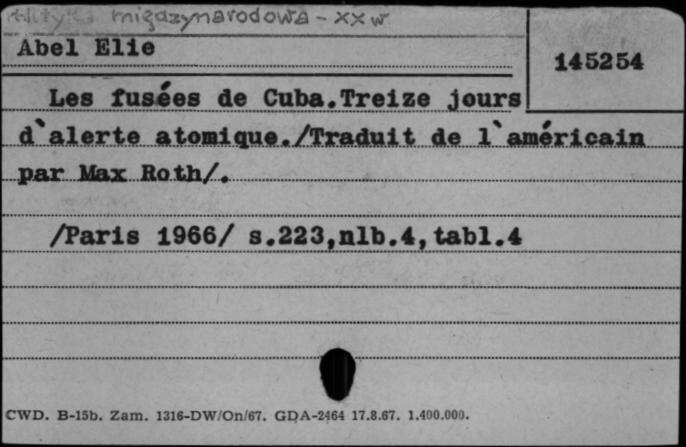 międzynarodowa - XX w
Abel Elie
145254
Les fusées de Cuba.Treize jours
d`alerte atomique./Traduit de l`américain
par Max Roth/.
/Paris 1966/ s.223,nlb.4,tabl.4
CWD. B-15b. Zam. 1316-DW/On/67. GDA-2464 17.8.67. 1.400.000.